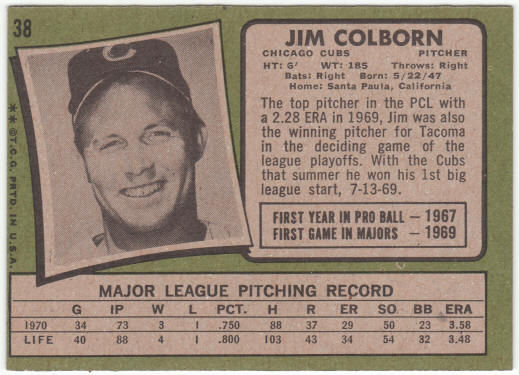 38
C
JIM COLBORN
CHICAGO CUBS PITCHER
HT: 6' WT: 185 Throws: Right
Bats: Right Born: 5/22/47
Home: Santa Paula, California
The top pitcher in the PCL with
a 2.28 ERA in 1969, Jim was also
the winning pitcher for Tacoma
in the deciding game of the
league playoffs. With the Cubs
that summer he won his 1st big
league start, 7-13-69.
FIRST YEAR IN PRO BALL — 1967
FIRST GAME IN MAJORS — 1969
**©T.C.G. PRTD. IN U.S.A.
MAJOR LEAGUE PITCHING RECORD
G IP W L PCT. H R ER SO BB ERA
1970 34 73 3 1 .750 88 37 29 50 23 3.58
LIFE 40 88 4 1 .800 103 43 34 54 32 3.48